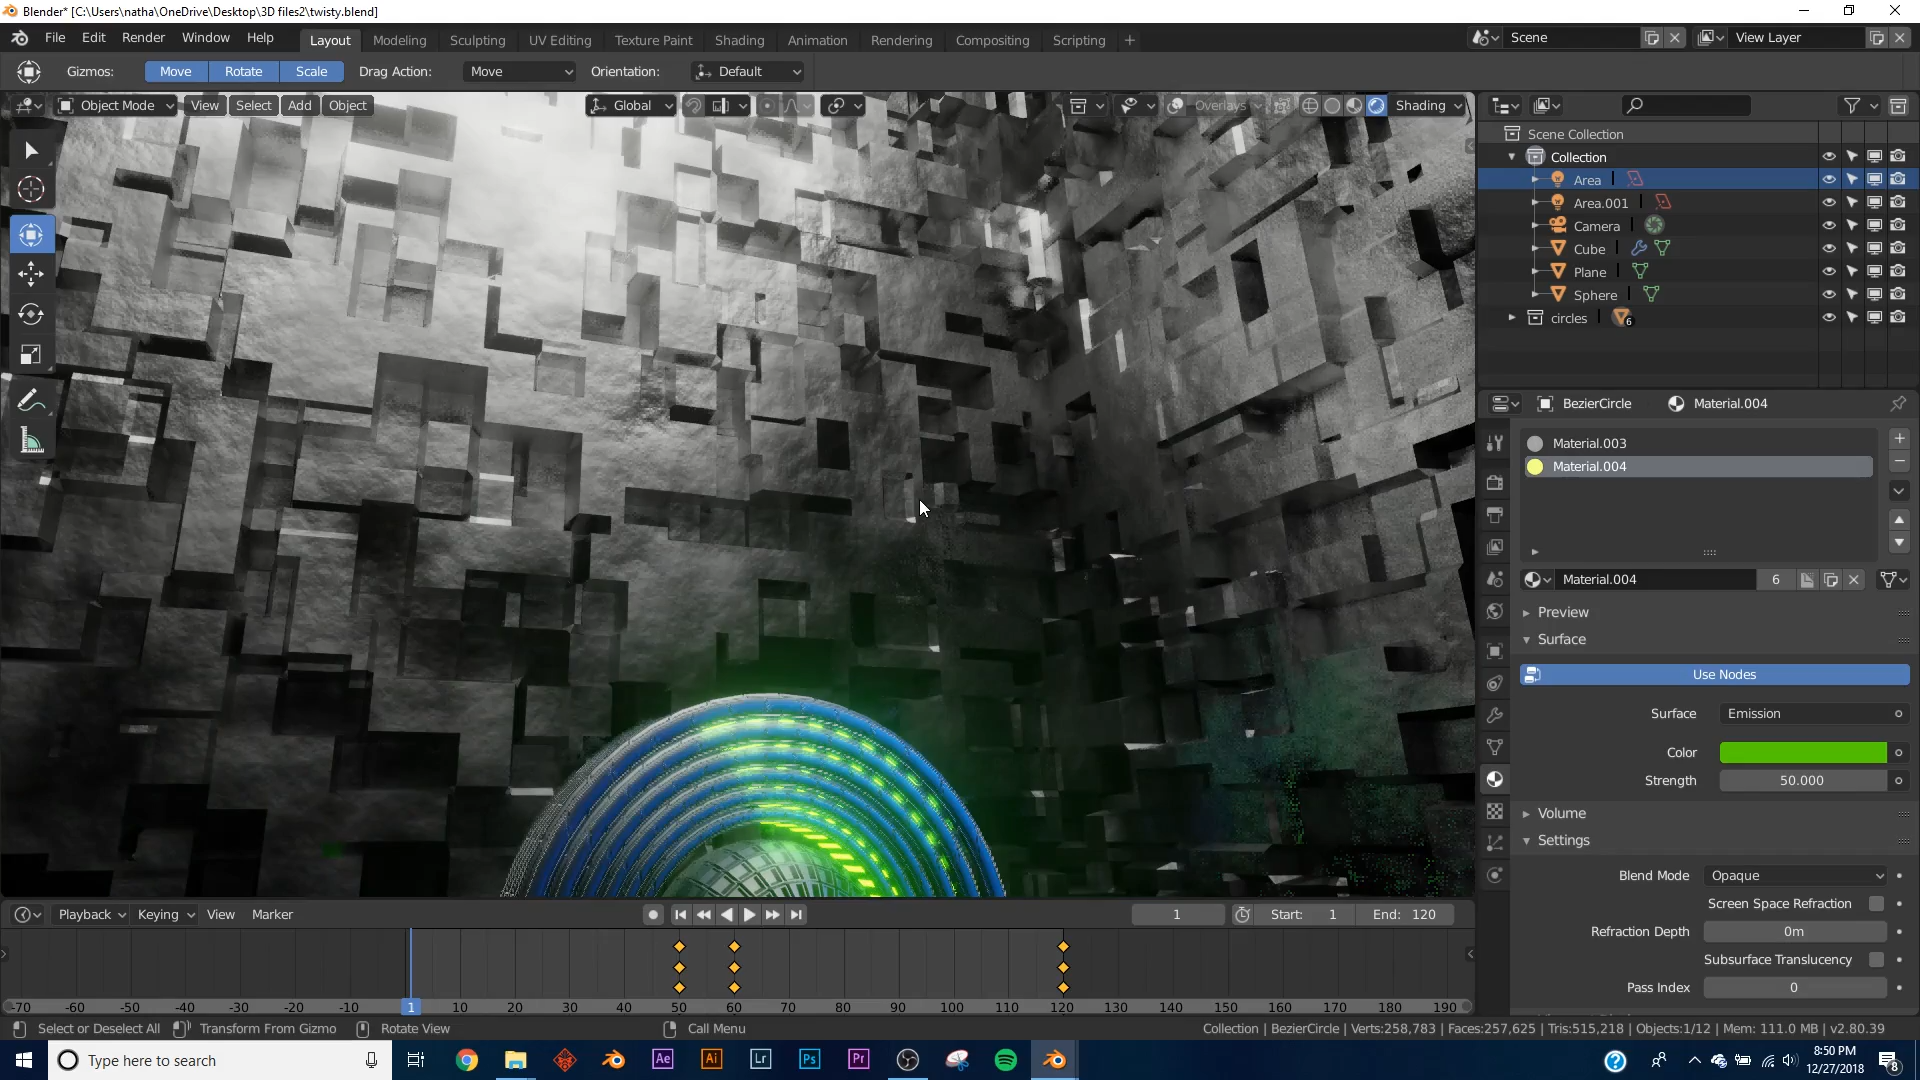 Blender* [C:\Users\natha\OneDrive\Desktop\3D files2\twisty.blend]
File Edit Render Window Help Layout Modeling Sculpting UV Editing Texture Paint Shading Animation Rendering Compositing Scripting + Scene View Layer
Gizmos: Move Rotate Scale Drag Action: Move Orientation: Default
Object Mode View Select Add Object Global Overlays Shading
Scene Collection
Collection
Area
Area.001
Camera
Cube
Plane
Sphere
circles 6
BezierCircle Material.004
Material.003
Material.004
Material.004 6
Preview
Surface
Use Nodes
Surface Emission
Color
Strength 50.000
Volume
Settings
Blend Mode Opaque
Screen Space Refraction
Refraction Depth 0m
Subsurface Translucency
Pass Index 0
Playback Keying View Marker 1 Start: 1 End: 120
-70 -60 -50 -40 -30 -20 -10 1 10 20 30 40 50 60 70 80 90 100 110 120 130 140 150 160 170 180 190
Select or Deselect All Transform From Gizmo Rotate View Call Menu Collection | BezierCircle | Verts:258,783 | Faces:257,625 | Tris:515,218 | Objects:1/12 | Mem: 111.0 MB | v2.80.39
Type here to search Ae Ai Lr Ps Pr 8:50 PM
12/27/2018 8